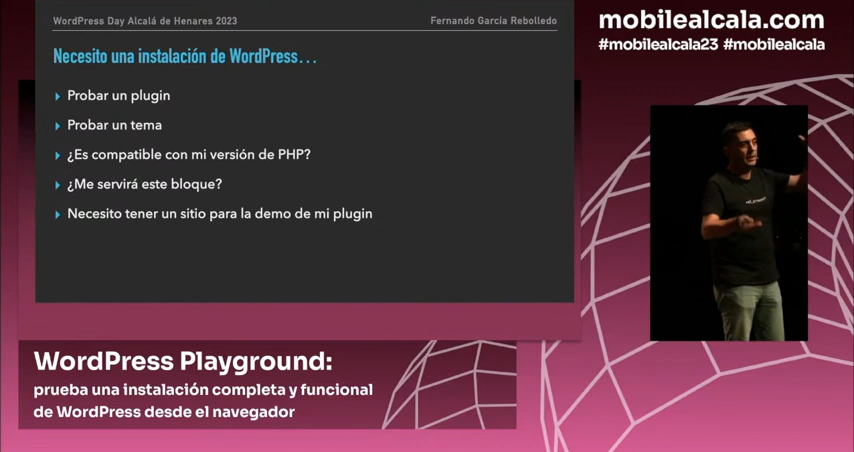 WordPress Day Alcalá de Henares 2023
Fernando García Rebolledo
Necesito una instalación de WordPress...
Probar un plugin
Probar un tema
¿Es compatible con mi versión de PHP?
¿Me servirá este bloque?
Necesito tener un sitio para la demo de mi plugin
mobilealcala.com
#mobilealcala23 #mobilealcala
WordPress Playground:
prueba una instalación completa y funcional
de WordPress desde el navegador